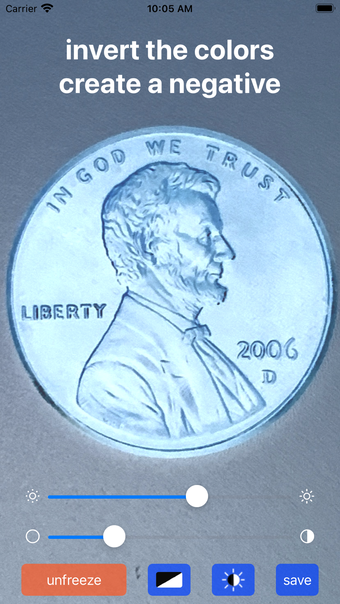 Carrier 10:05 AM
invert the colors
create a negative
IN GOD WE TRUST
LIBERTY
2006
D
unfreeze
save